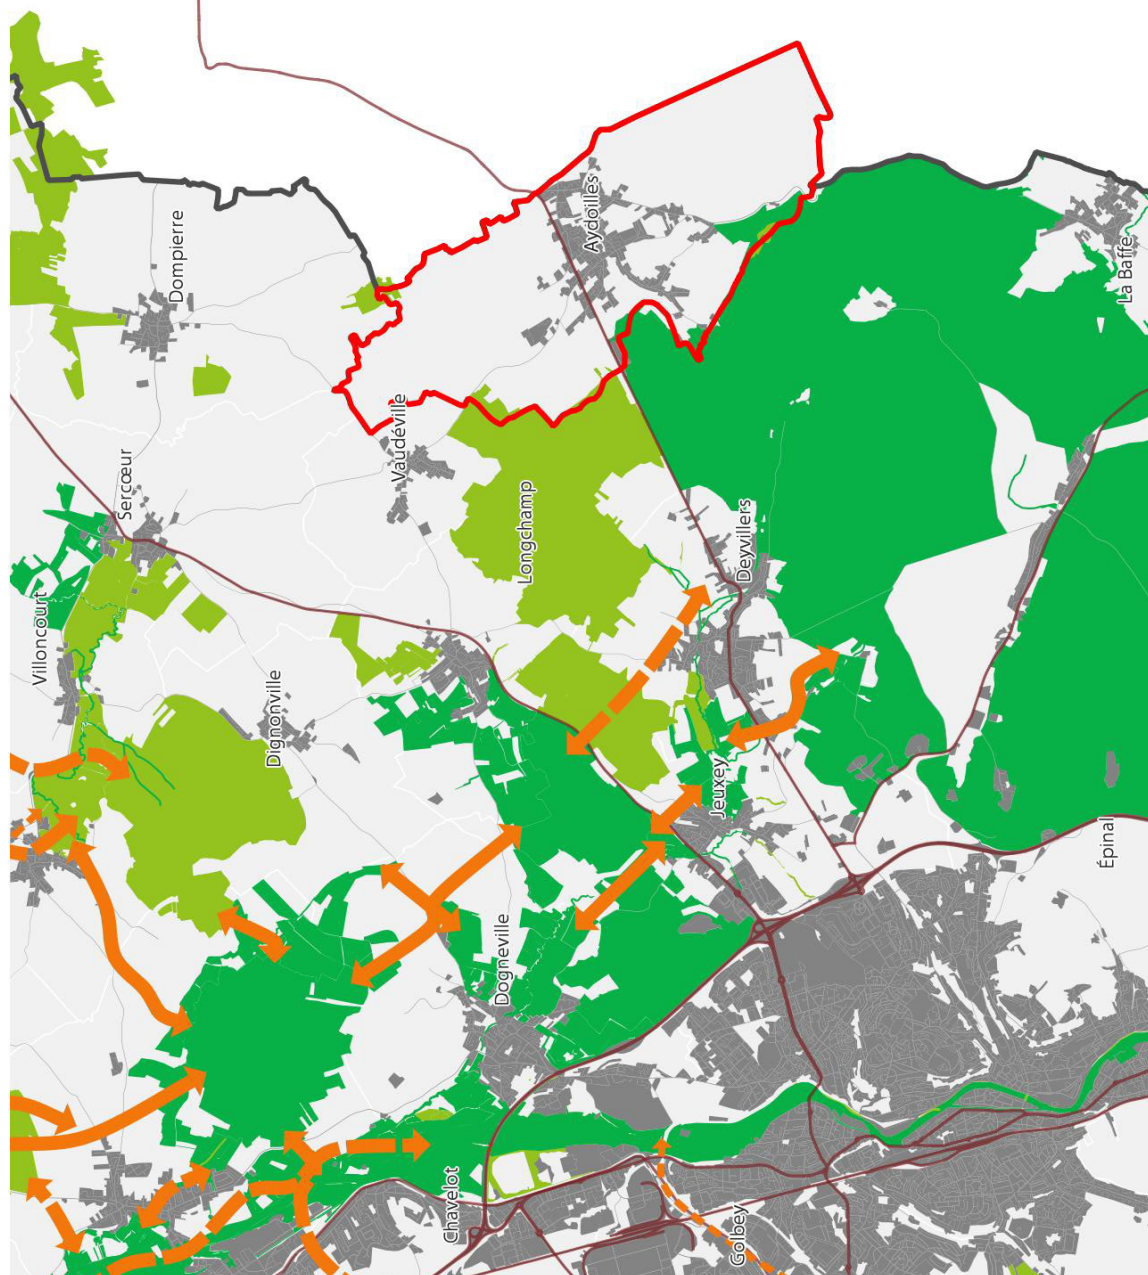 Dompierre
Aydoilles
La Baffe
Sercœur
Vaudéville
Longchamp
Deyvillers
Villoncourt
Dignonville
Jeuxey
Épinal
Dogneville
Chavelot
Golbey